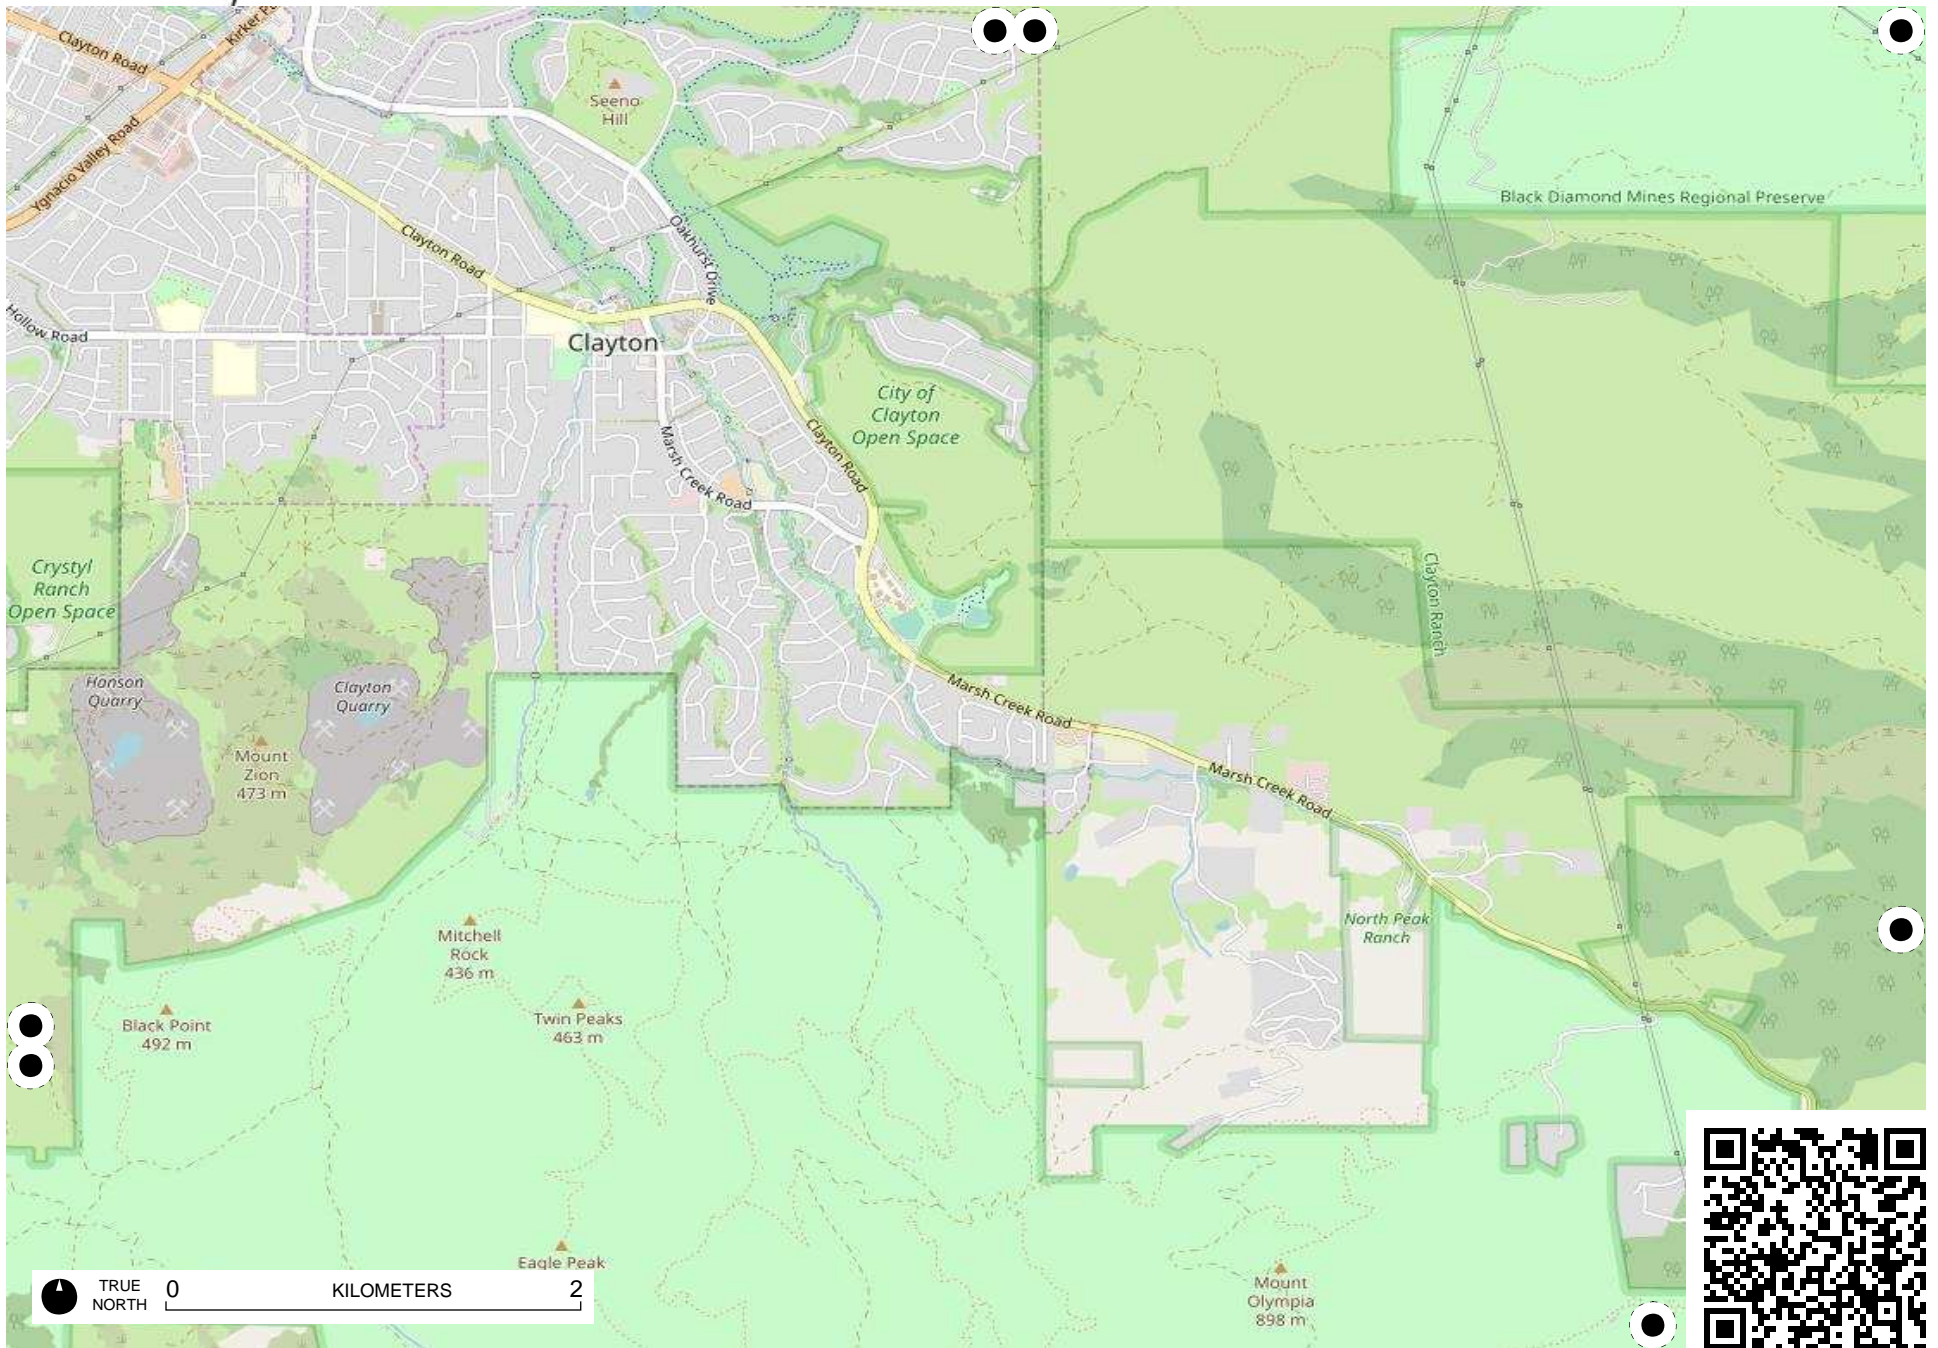 Clayton Road
Kirker Pa
Ygnacio Valley Road
Seeno
Hill
Black Diamond Mines Regional Preserve
Oakhurst Drive
Clayton Road
Hollow Road
Clayton
City of
Clayton
Open Space
Clayton Road
Marsh Creek Road
Crystyl
Ranch
Open Space
Clayton Ranch
Hanson
Quarry
Clayton
Quarry
Marsh Creek Road
Mount
Zion
473 m
Marsh Creek Road
North Peak
Ranch
Mitchell
Rock
436 m
Black Point
492 m
Twin Peaks
463 m
Eagle Peak
Mount
Olympia
898 m
TRUE
NORTH
0 KILOMETERS 2